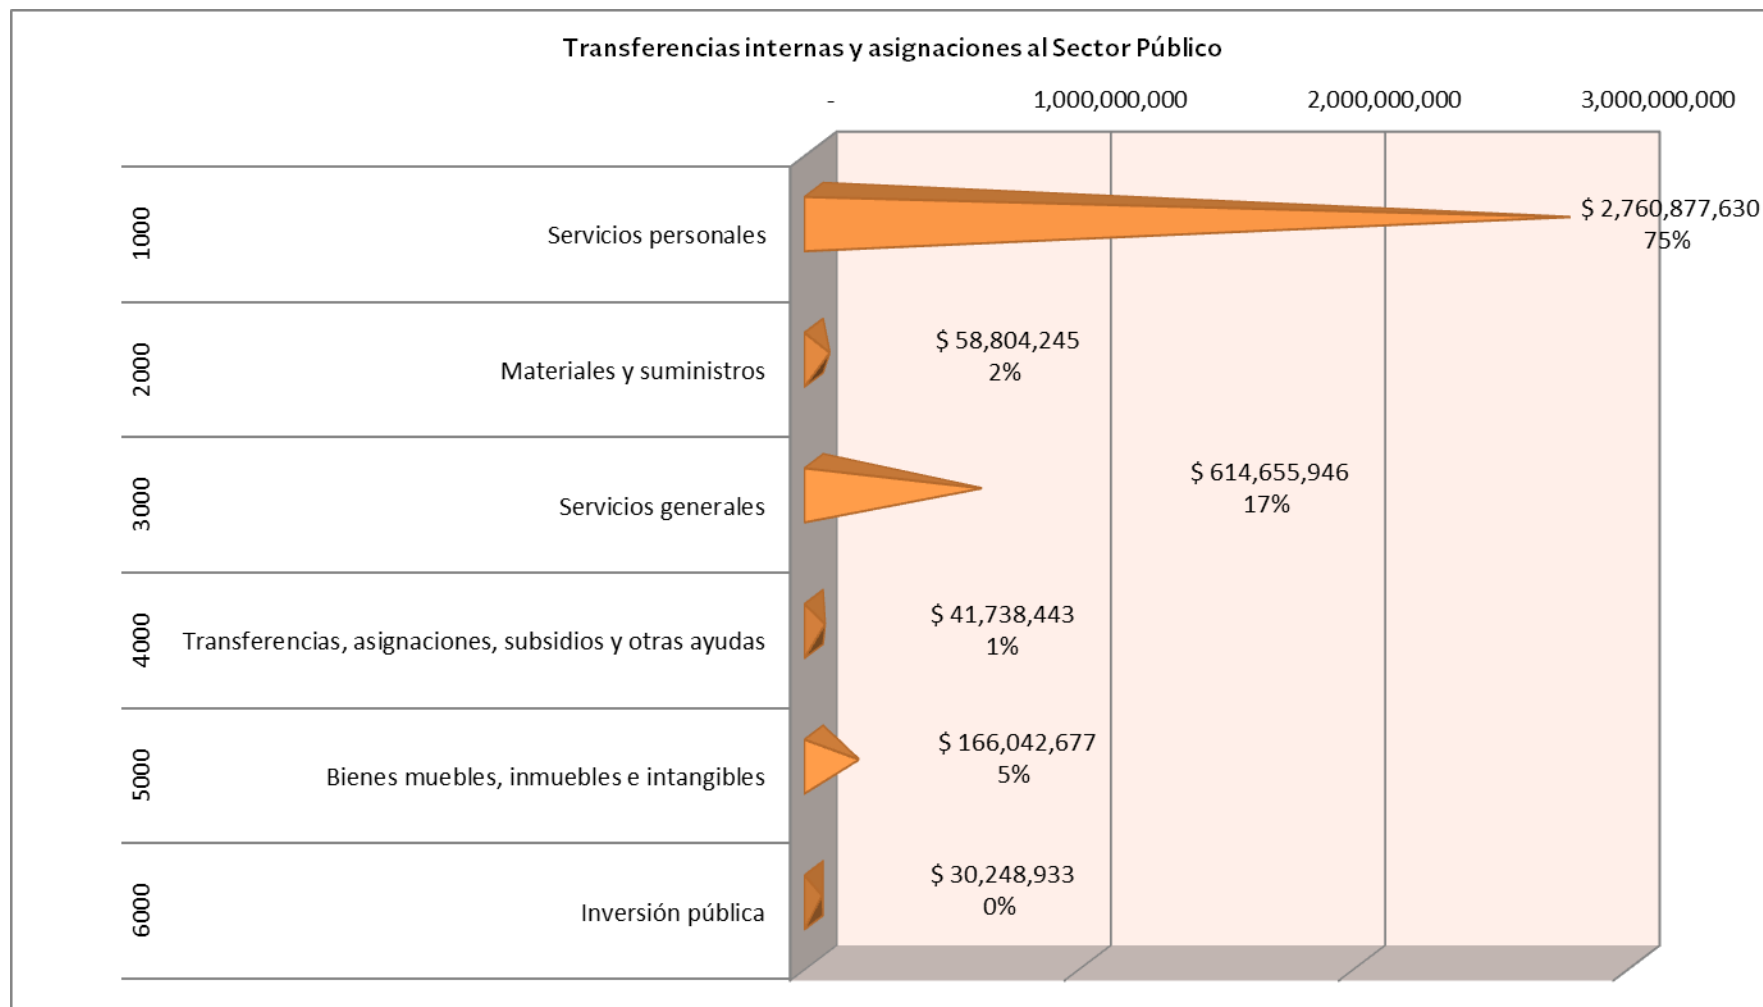 Transferencias internas y asignaciones al Sector Público
- 1,000,000,000 2,000,000,000 3,000,000,000
1000 Servicios personales $ 2,760,877,630
75%
2000 Materiales y suministros $ 58,804,245
2%
3000 Servicios generales $ 614,655,946
17%
4000 Transferencias, asignaciones, subsidios y otras ayudas $ 41,738,443
1%
5000 Bienes muebles, inmuebles e intangibles $ 166,042,677
5%
6000 Inversión pública $ 30,248,933
0%